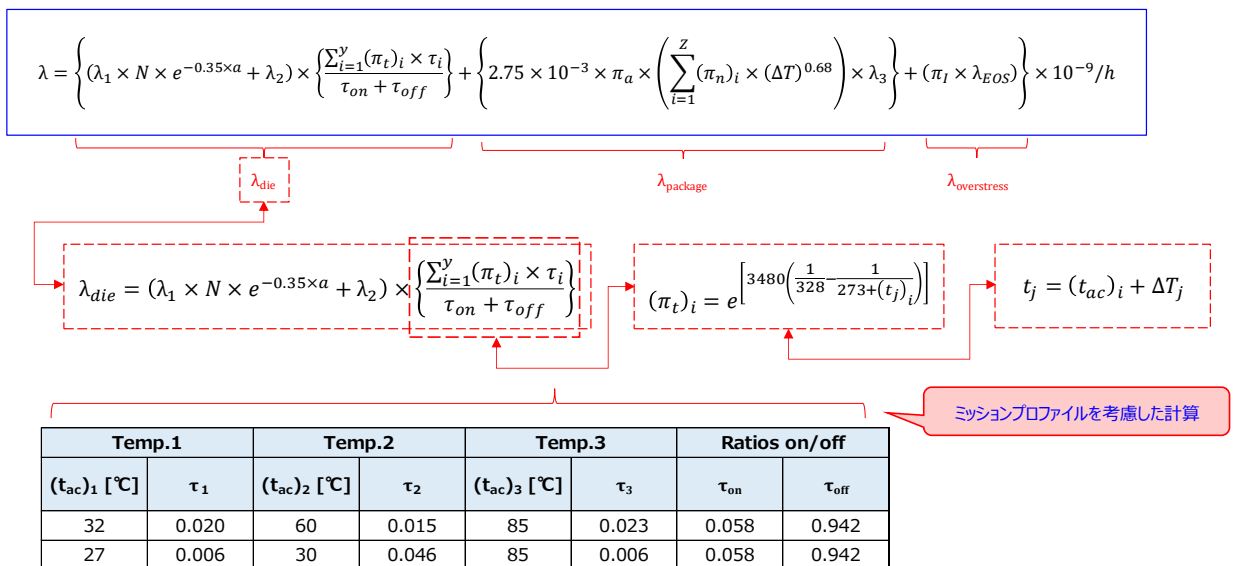 λ = {{(λ₁ × N × e^(−0.35×a) + λ₂) × {(∑_{i=1}^{y} (π_t)_i × τ_i) / (τ_on + τ_off)} + {2.75 × 10⁻³ × π_a × (∑_{i=1}^{Z} (π_n)_i × (ΔT)^0.68) × λ₃} + (π_I × λ_EOS)} × 10⁻⁹/h
λ_die λ_package λ_overstress
λ_die = (λ₁ × N × e^(−0.35×a) + λ₂) × {(∑_{i=1}^{y} (π_t)_i × τ_i) / (τ_on + τ_off)}
(π_t)_i = e^[3480(1/328 − 1/(273+(t_j)_i))]
t_j = (t_ac)_i + ΔT_j
ミッションプロファイルを考慮した計算
Temp.1 Temp.2 Temp.3 Ratios on/off
(t_ac)₁ [℃] τ₁ (t_ac)₂ [℃] τ₂ (t_ac)₃ [℃] τ₃ τ_on τ_off
32 0.020 60 0.015 85 0.023 0.058 0.942
27 0.006 30 0.046 85 0.006 0.058 0.942